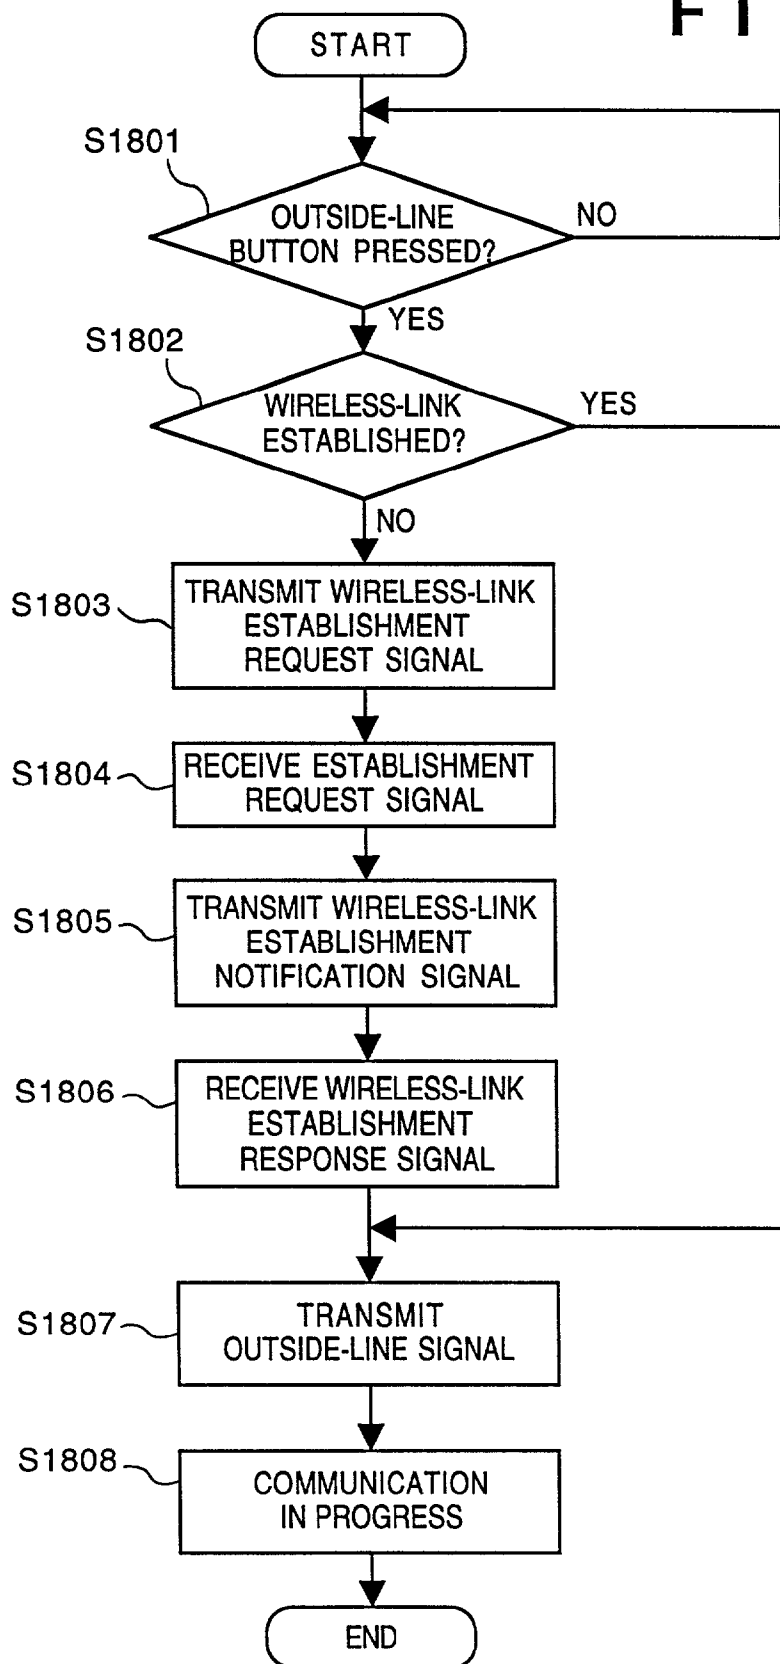 START
S1801
OUTSIDE-LINE
BUTTON PRESSED?
NO
YES
S1802
WIRELESS-LINK
ESTABLISHED?
YES
NO
S1803
TRANSMIT WIRELESS-LINK
ESTABLISHMENT
REQUEST SIGNAL
S1804
RECEIVE ESTABLISHMENT
REQUEST SIGNAL
S1805
TRANSMIT WIRELESS-LINK
ESTABLISHMENT
NOTIFICATION SIGNAL
S1806
RECEIVE WIRELESS-LINK
ESTABLISHMENT
RESPONSE SIGNAL
S1807
TRANSMIT
OUTSIDE-LINE SIGNAL
S1808
COMMUNICATION
IN PROGRESS
END